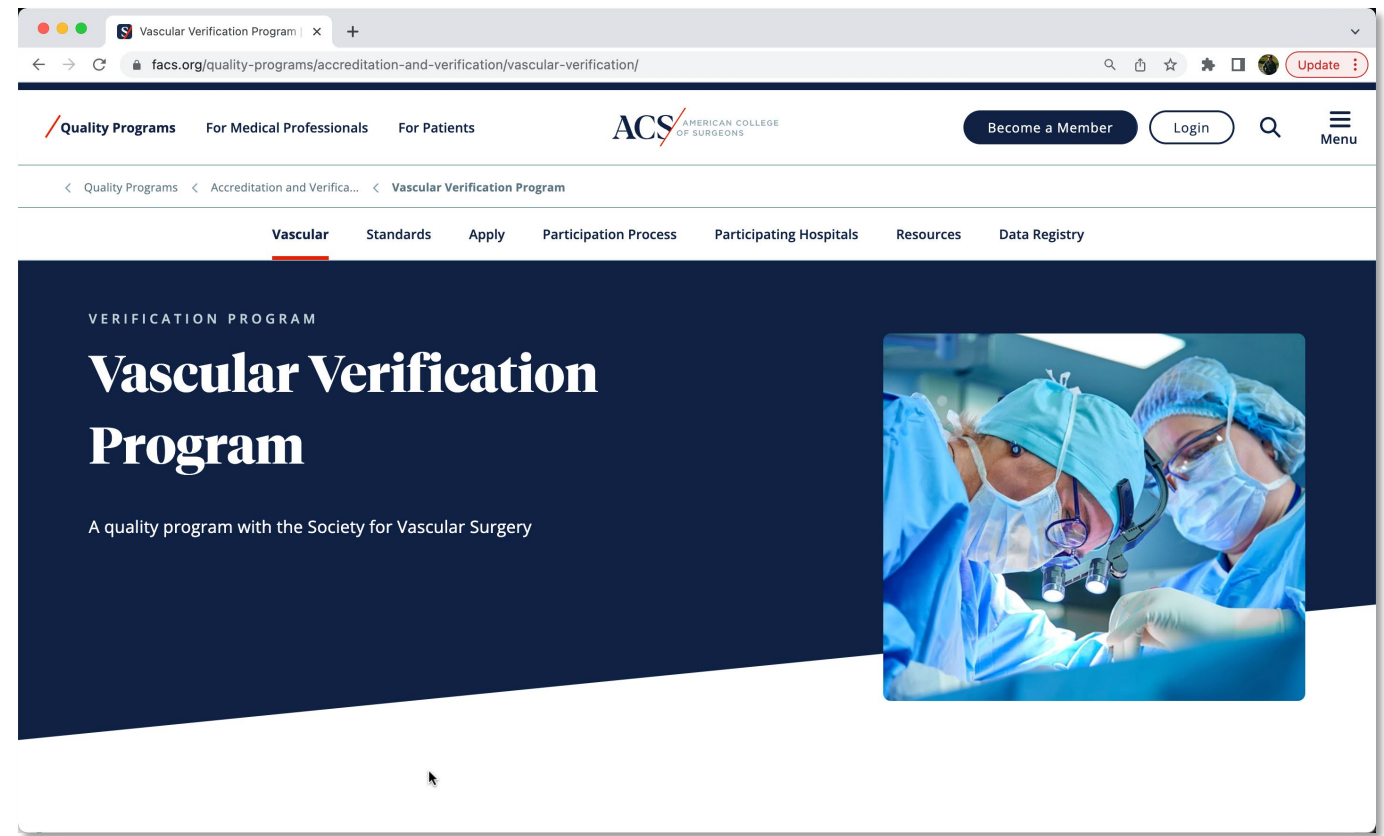 Vascular Verification Program
facs.org/quality-programs/accreditation-and-verification/vascular-verification/
Update
Quality Programs For Medical Professionals For Patients
ACS AMERICAN COLLEGE
OF SURGEONS
Become a Member Login Menu
Quality Programs Accreditation and Verifica... Vascular Verification Program
Vascular Standards Apply Participation Process Participating Hospitals Resources Data Registry
VERIFICATION PROGRAM
Vascular Verification
Program
A quality program with the Society for Vascular Surgery